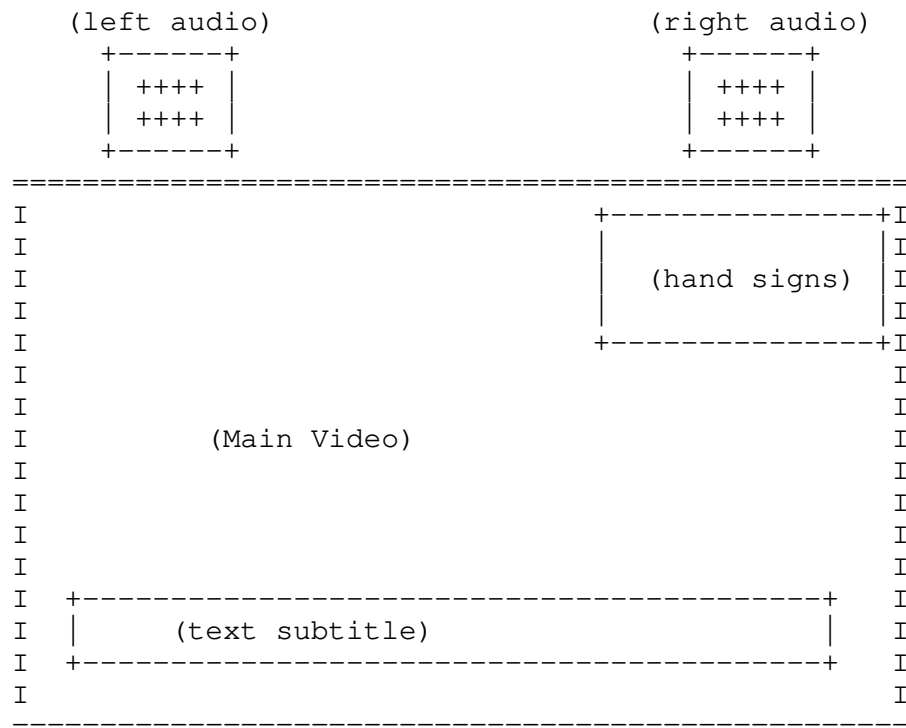 (left audio) (right audio)
+------+ +------+
| ++++ | | ++++ |
| ++++ | | ++++ |
+------+ +------+
===================================================
I +---------------+I
I | |I
I | (hand signs) |I
I | |I
I +---------------+I
I I
I I
I (Main Video) I
I I
I I
I I
I I
I +------------------------------------------+ I
I | (text subtitle) | I
I +------------------------------------------+ I
I I
---------------------------------------------------